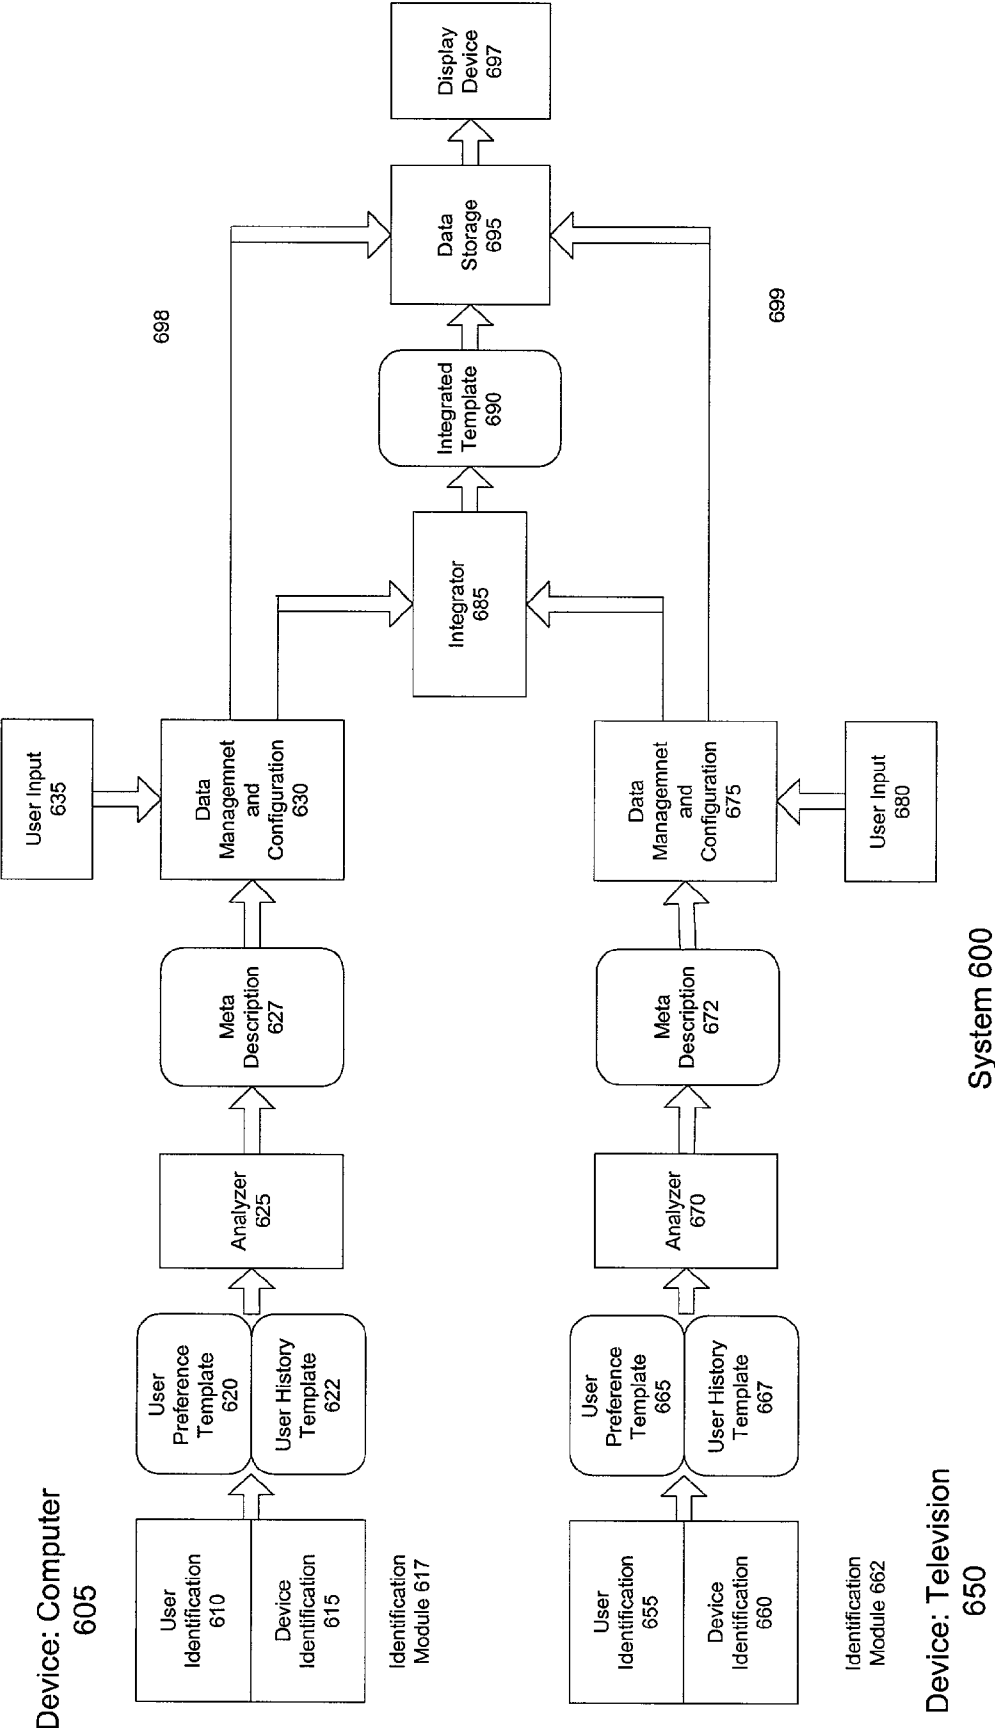 Device: Computer
605
User
Identification
610
Device
Identification
615
Identification
Module 617
User
Preference
Template
620
User History
Template
622
Analyzer
625
Meta
Description
627
Data
Managemnet
and
Configuration
630
User Input
635
698
Integrator
685
Integrated
Template
690
Data
Storage
695
Display
Device
697
Device: Television
650
User
Identification
655
Device
Identification
660
Identification
Module 662
User
Preference
Template
665
User History
Template
667
Analyzer
670
Meta
Description
672
Data
Managemnet
and
Configuration
675
User Input
680
699
System 600